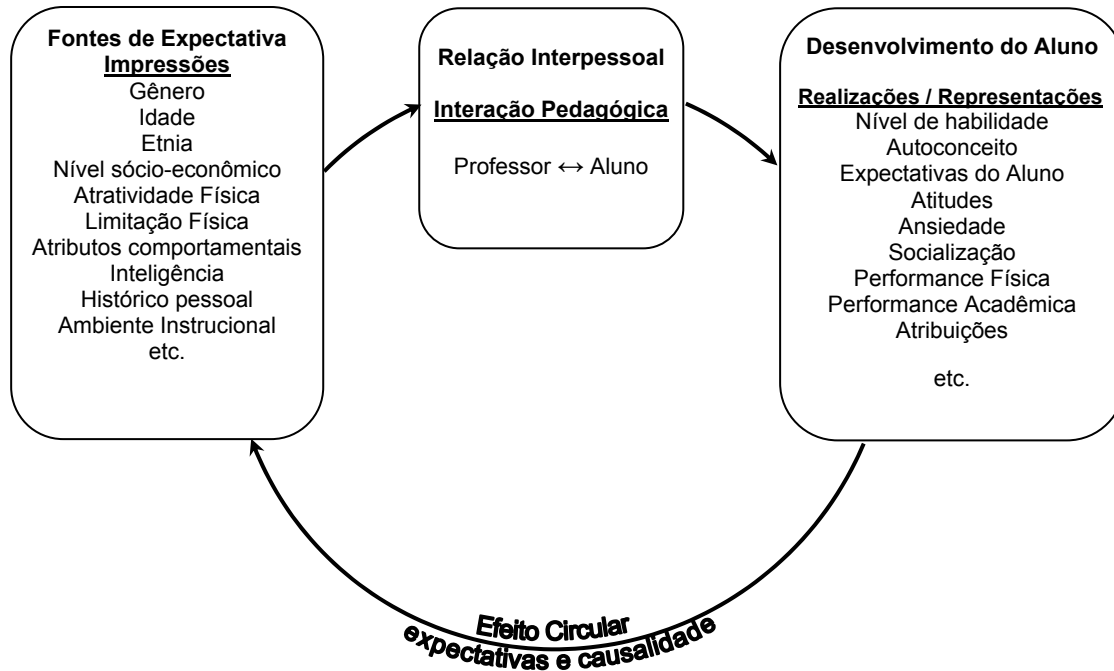 Fontes de Expectativa
Impressões
Gênero
Idade
Etnia
Nível sócio-econômico
Atratividade Física
Limitação Física
Atributos comportamentais
Inteligência
Histórico pessoal
Ambiente Instrucional
etc.
Relação Interpessoal
Interação Pedagógica
Professor ↔ Aluno
Desenvolvimento do Aluno
Realizações / Representações
Nível de habilidade
Autoconceito
Expectativas do Aluno
Atitudes
Ansiedade
Socialização
Performance Física
Performance Acadêmica
Atribuições
etc.
Efeito Circular
expectativas e causalidade